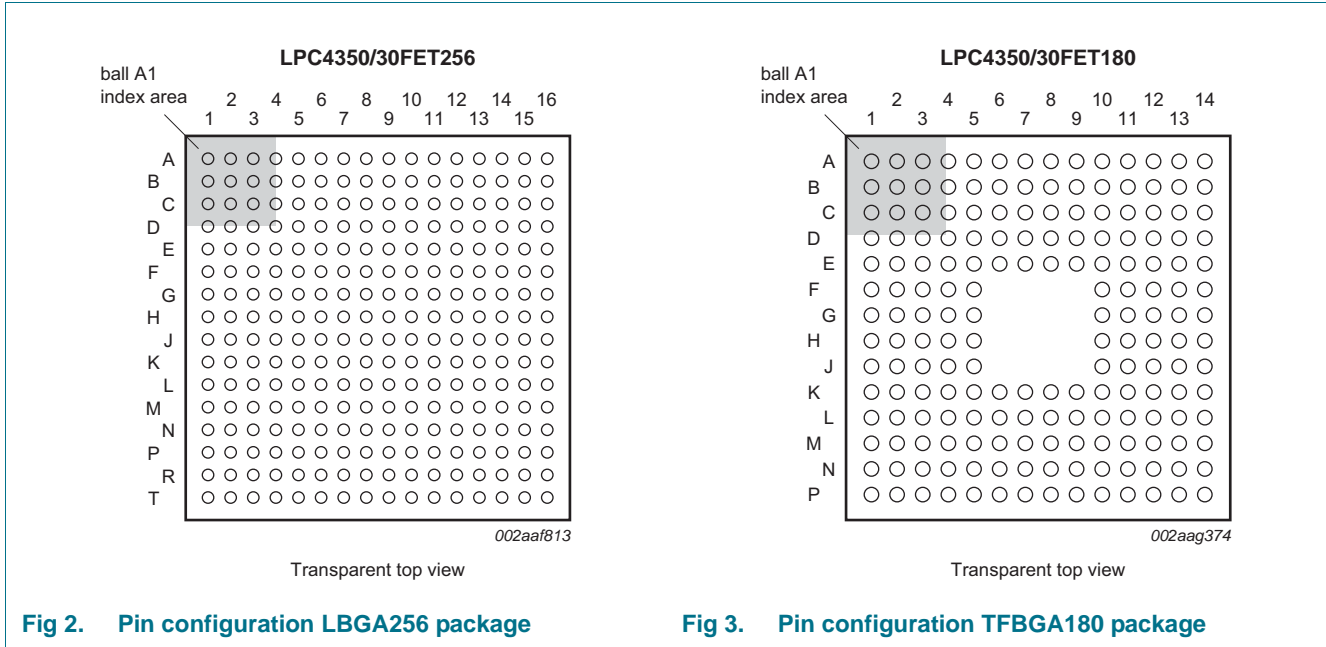 LPC4350/30FET256
ball A1
index area
2 4 6 8 10 12 14 16
1 3 5 7 9 11 13 15
A
B
C
D
E
F
G
H
J
K
L
M
N
P
R
T
002aaf813
Transparent top view
Fig 2. Pin configuration LBGA256 package
LPC4350/30FET180
ball A1
index area
2 4 6 8 10 12 14
1 3 5 7 9 11 13
A
B
C
D
E
F
G
H
J
K
L
M
N
P
002aag374
Transparent top view
Fig 3. Pin configuration TFBGA180 package